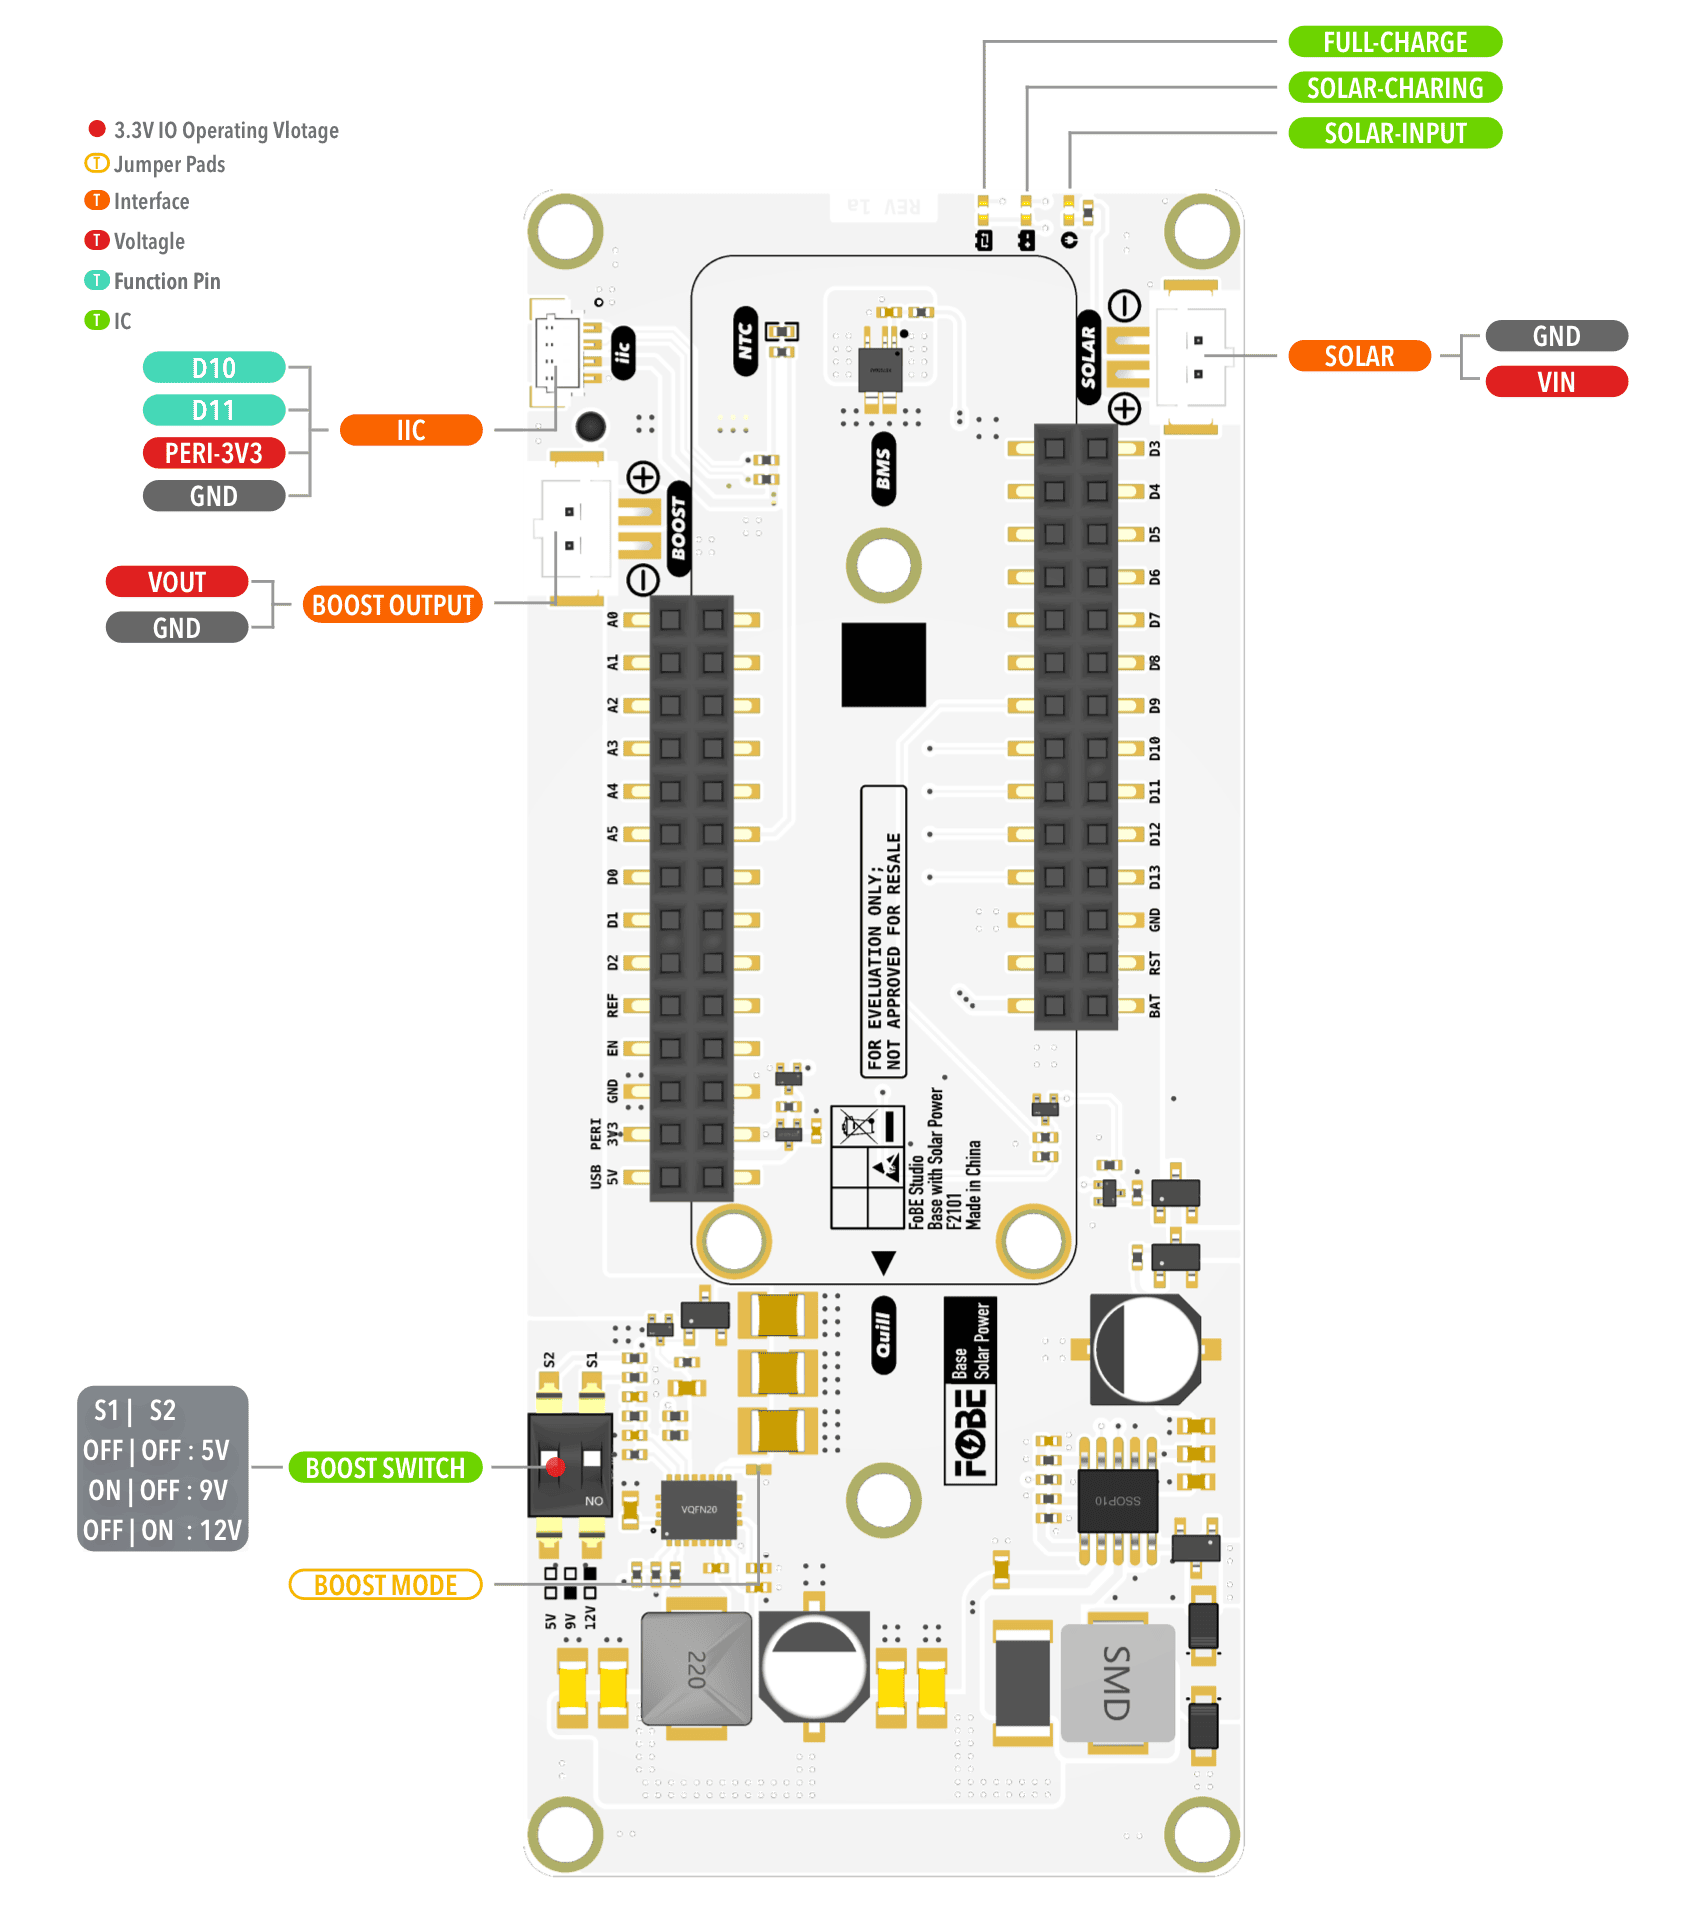 FULL-CHARGE
SOLAR-CHARING
SOLAR-INPUT
3.3V IO Operating Vlotage
T Jumper Pads
T Interface
T Voltagle
T Function Pin
T IC
REV 1a
D10
D11
PERI-3V3
GND
IIC
iic
NTC
SOLAR
SOLAR
GND
VIN
BMS
BOOST
VOUT
GND
BOOST OUTPUT
A0
A1
A2
A3
A4
A5
D0
D1
D2
REF
EN
GND
PERI 3V3
USB 5V
D3
D4
D5
D6
D7
D8
D9
D10
D11
D12
D13
GND
RST
BAT
FOR EVELUATION ONLY;
NOT APPROVED FOR RESALE
FoBE Studio
Base with Solar Power
F2101
Made in China
Quill
Base
Solar Power
FOBE
S2
S1
S1 | S2
OFF | OFF : 5V
ON | OFF : 9V
OFF | ON : 12V
BOOST SWITCH
ON
VQFN20
SSOP10
BOOST MODE
5V
9V
12V
220
SMD